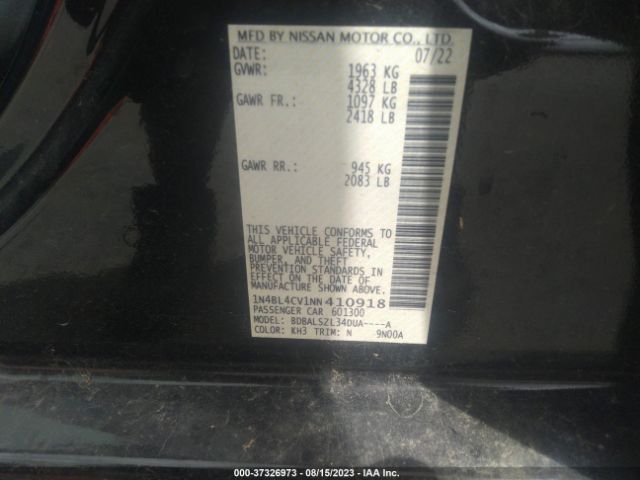 MFD BY NISSAN MOTOR CO., LTD.
DATE: 07/22
GVWR: 1963 KG
4328 LB
GAWR FR.: 1097 KG
2418 LB
GAWR RR.: 945 KG
2083 LB
THIS VEHICLE CONFORMS TO
ALL APPLICABLE FEDERAL
MOTOR VEHICLE SAFETY,
BUMPER, AND THEFT
PREVENTION STANDARDS IN
EFFECT ON THE DATE OF
MANUFACTURE SHOWN ABOVE.
1N4BL4CV1NN410918
PASSENGER CAR 601300
MODEL: BDBALSZL34DUA----A
COLOR: KH3 TRIM: N 9N00A
000-37326973 - 08/15/2023 - IAA Inc.